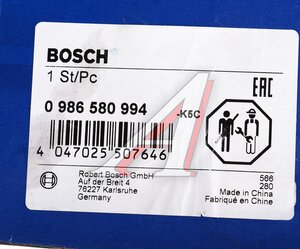 BOSCH
1 St/Pc
0 986 580 994
-K5C
EAC
4 047025 507646
Robert Bosch GmbH
Auf der Breit 4
76227 Karlsruhe
Germany
566
280
Made in China
Fabriqué en Chine